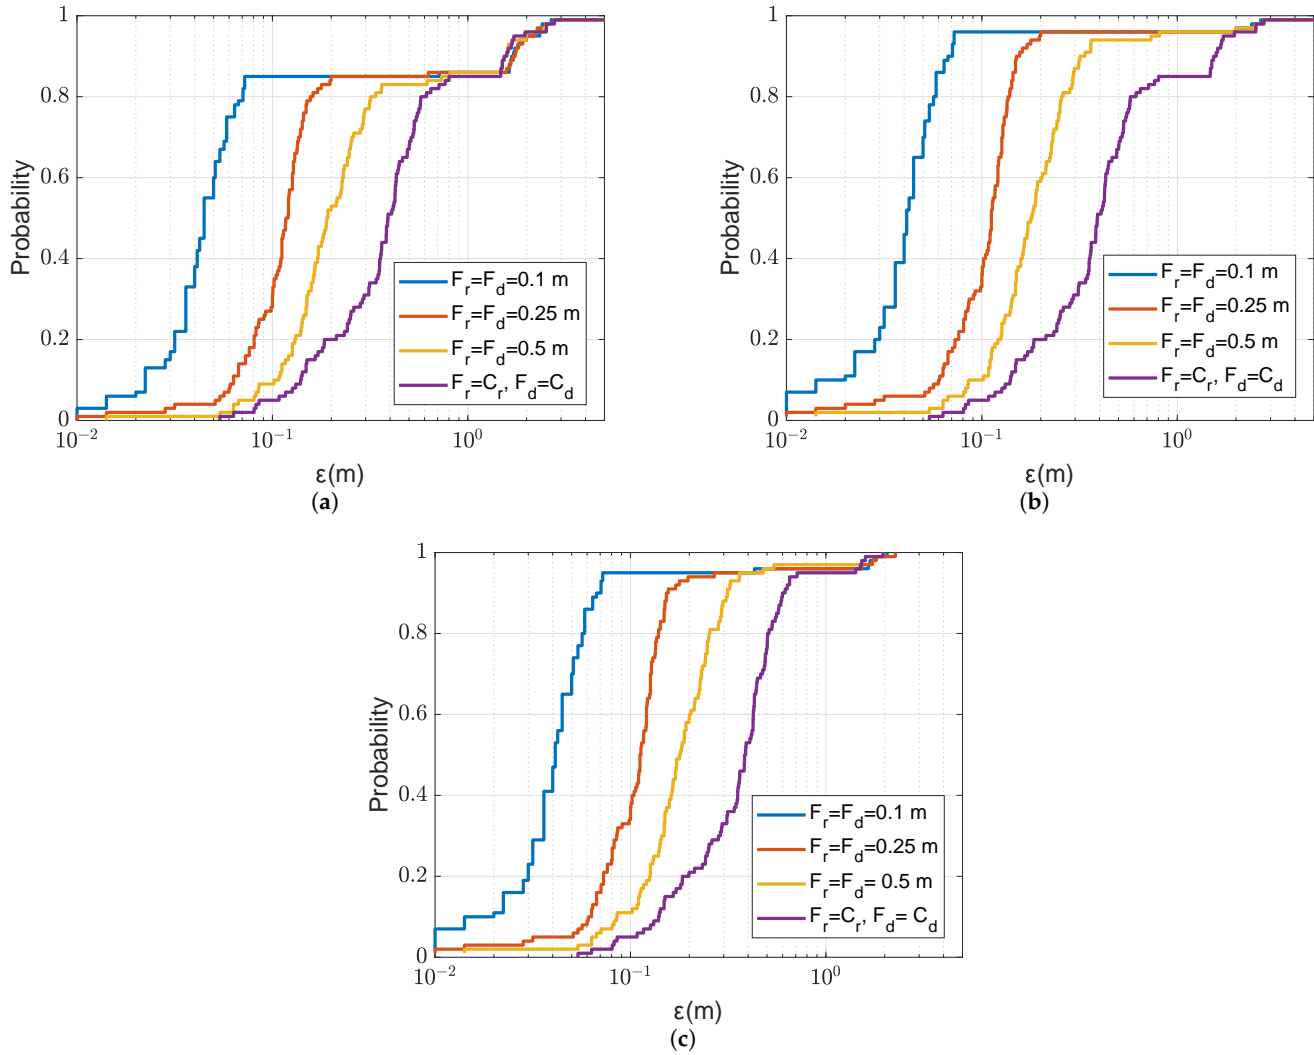 1
0.8
0.6
0.4
0.2
0
Probability
10⁻² 10⁻¹ 10⁰
ε(m)
F_r=F_d=0.1 m
F_r=F_d=0.25 m
F_r=F_d=0.5 m
F_r=C_r, F_d=C_d
(a)
1
0.8
0.6
0.4
0.2
0
Probability
10⁻² 10⁻¹ 10⁰
ε(m)
F_r=F_d=0.1 m
F_r=F_d=0.25 m
F_r=F_d=0.5 m
F_r=C_r, F_d=C_d
(b)
1
0.8
0.6
0.4
0.2
0
Probability
10⁻² 10⁻¹ 10⁰
ε(m)
F_r=F_d=0.1 m
F_r=F_d=0.25 m
F_r=F_d= 0.5 m
F_r=C_r, F_d= C_d
(c)